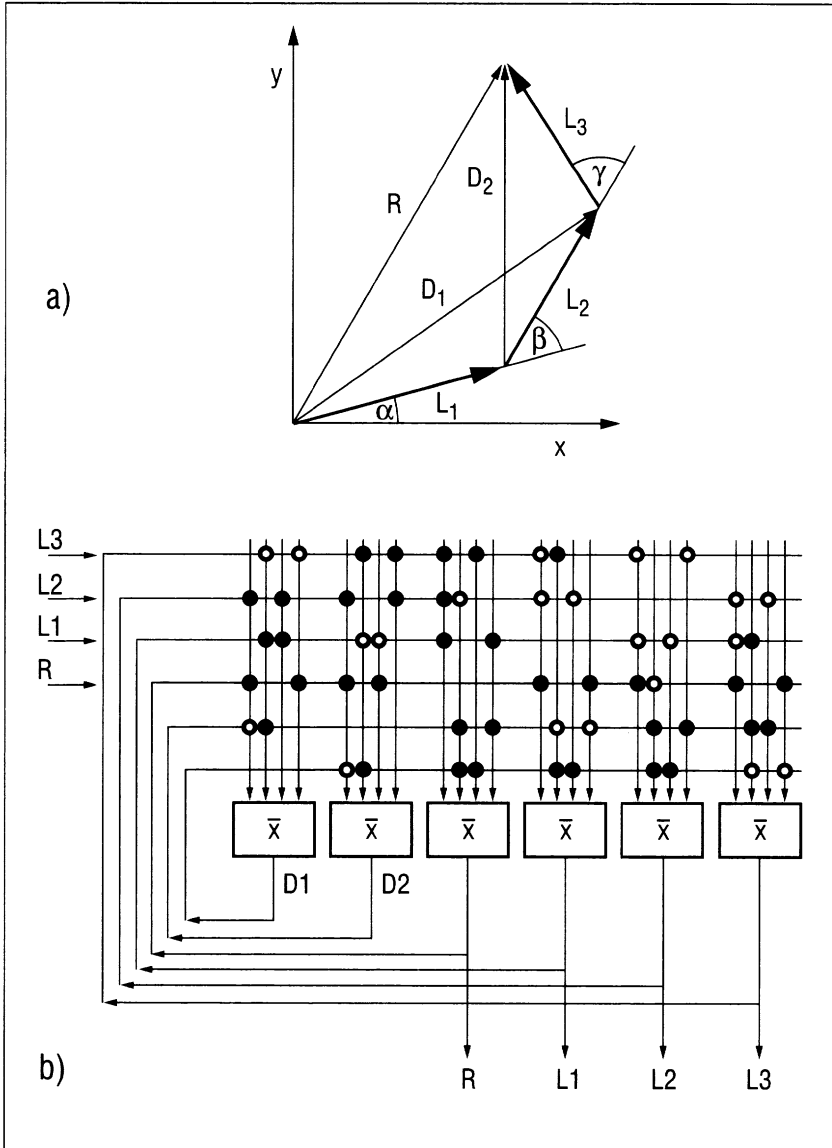 y
L3
D2
γ
R
a)
D1
L2
β
α
L1
x
L3
L2
L1
R
x̄ x̄ x̄ x̄ x̄ x̄
D1 D2
R L1 L2 L3
b)